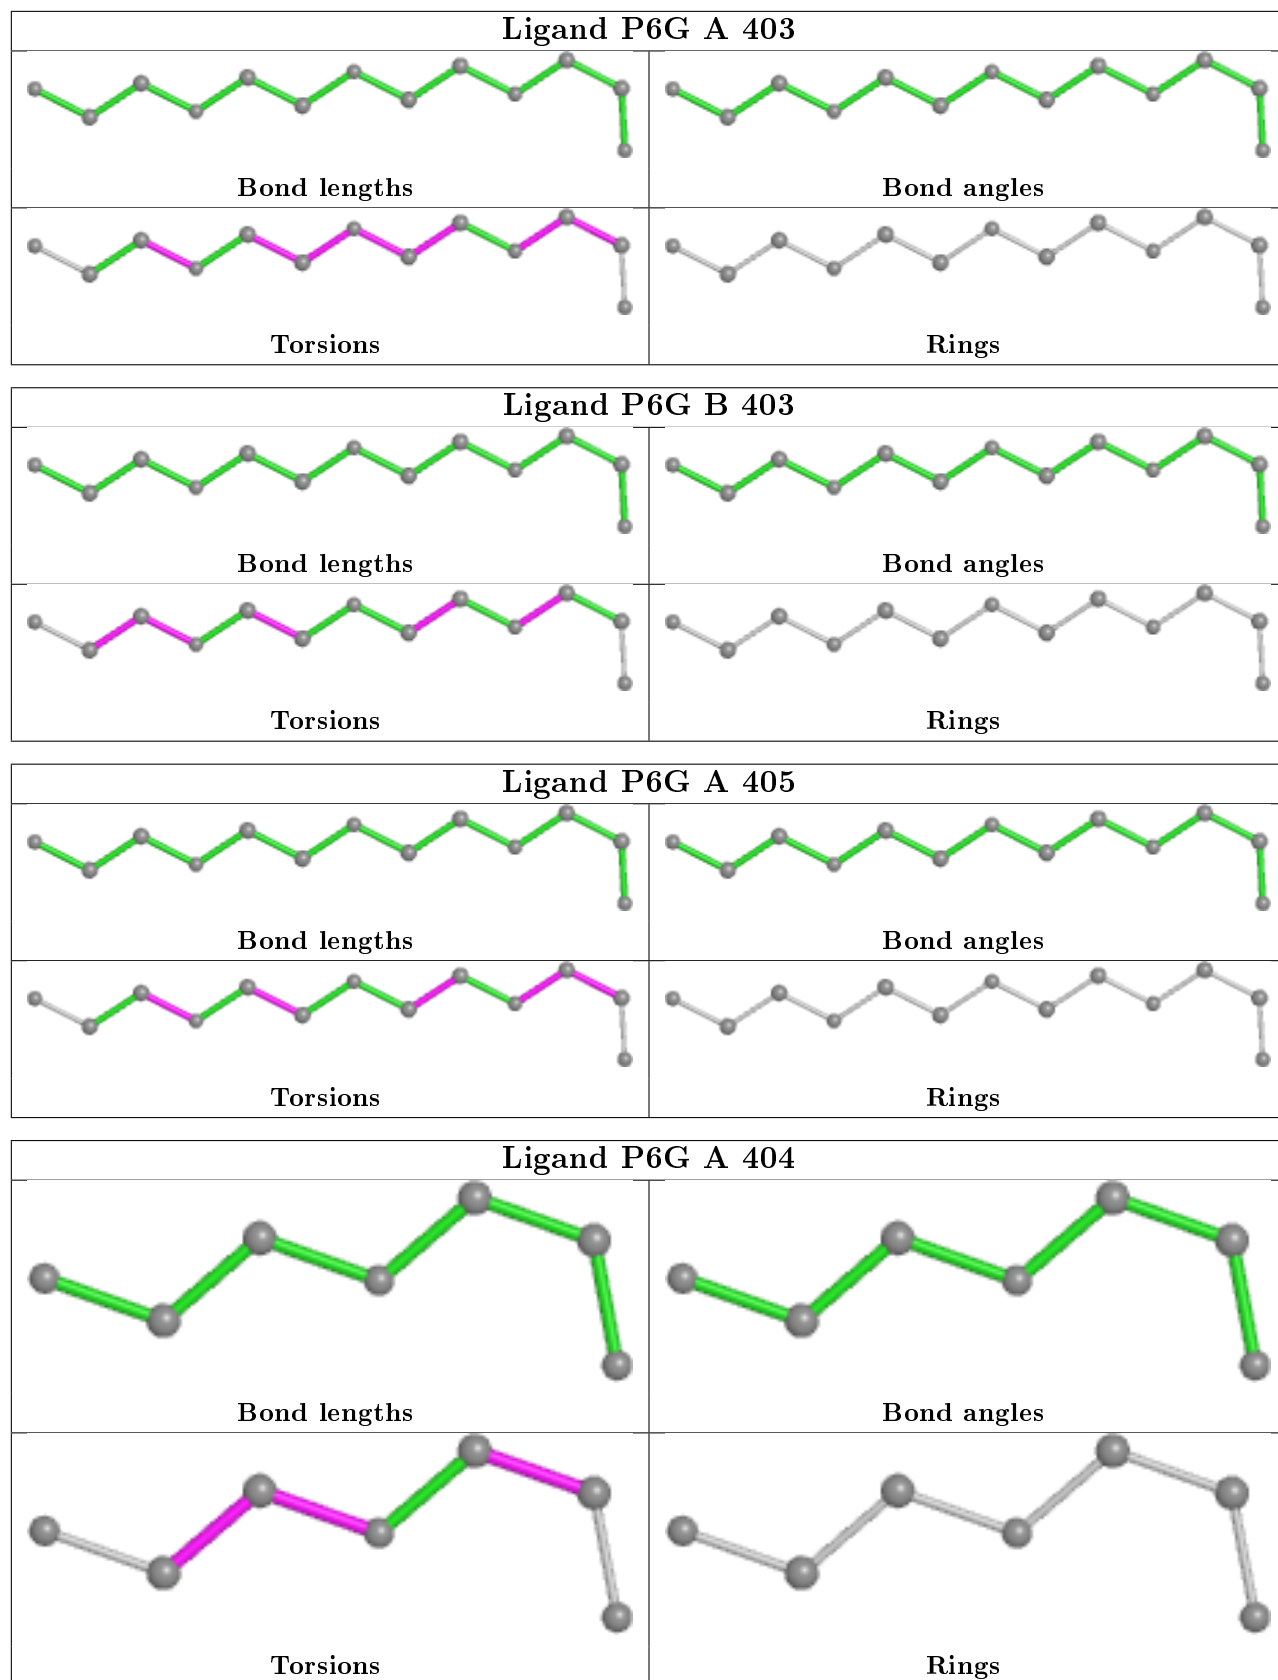 Ligand P6G A 403
Bond lengths
Bond angles
Torsions
Rings
Ligand P6G B 403
Bond lengths
Bond angles
Torsions
Rings
Ligand P6G A 405
Bond lengths
Bond angles
Torsions
Rings
Ligand P6G A 404
Bond lengths
Bond angles
Torsions
Rings